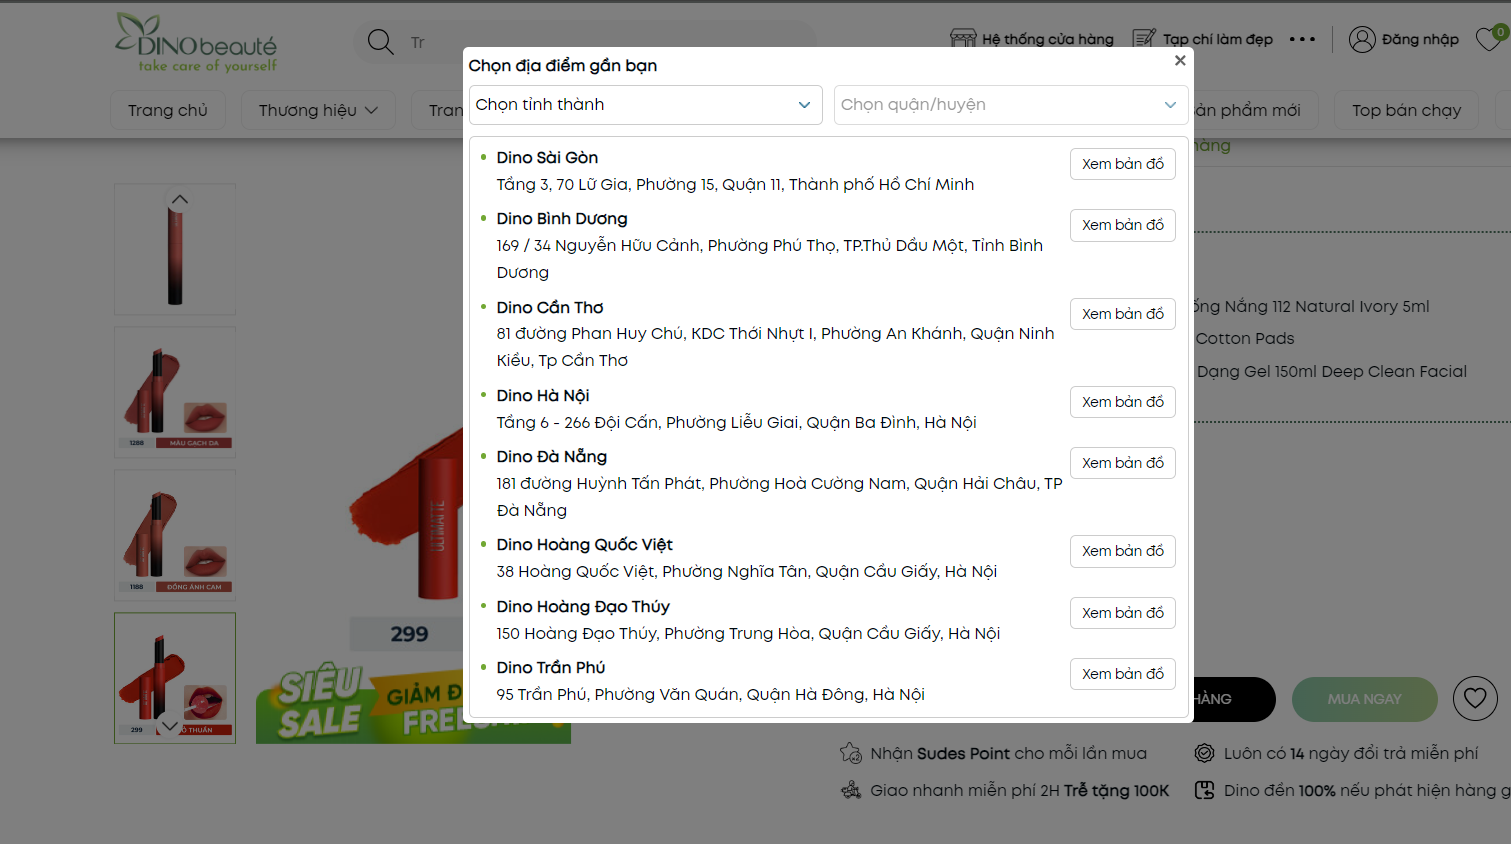 DINO beauté
take care of yourself
Tr
Hệ thống cửa hàng
Tạp chí làm đẹp
Đăng nhập
0
Trang chủ
Thương hiệu
Tran
ản phẩm mới
Top bán chạy
Chọn địa điểm gần bạn
×
Chọn tỉnh thành
Chọn quận/huyện
Dino Sài Gòn
Xem bản đồ
Tầng 3, 70 Lữ Gia, Phường 15, Quận 11, Thành phố Hồ Chí Minh
Dino Bình Dương
Xem bản đồ
169 / 34 Nguyễn Hữu Cảnh, Phường Phú Thọ, TP.Thủ Dầu Một, Tỉnh Bình
Dương
Dino Cần Thơ
Xem bản đồ
81 đường Phan Huy Chú, KDC Thới Nhựt I, Phường An Khánh, Quận Ninh
Kiều, Tp Cần Thơ
Dino Hà Nội
Xem bản đồ
Tầng 6 - 266 Đội Cấn, Phường Liễu Giai, Quận Ba Đình, Hà Nội
Dino Đà Nẵng
Xem bản đồ
181 đường Huỳnh Tấn Phát, Phường Hoà Cường Nam, Quận Hải Châu, TP
Đà Nẵng
Dino Hoàng Quốc Việt
Xem bản đồ
38 Hoàng Quốc Việt, Phường Nghĩa Tân, Quận Cầu Giấy, Hà Nội
Dino Hoàng Đạo Thúy
Xem bản đồ
150 Hoàng Đạo Thúy, Phường Trung Hòa, Quận Cầu Giấy, Hà Nội
Dino Trần Phú
Xem bản đồ
95 Trần Phú, Phường Văn Quán, Quận Hà Đông, Hà Nội
hàng
ống Nắng 112 Natural Ivory 5ml
Cotton Pads
Dạng Gel 150ml Deep Clean Facial
1288 MÀU GẠCH DA
1188 ĐỒNG ÁNH CAM
299 Ỏ THUẦN
ULTIMATTE
299
SIÊU
SALE
GIẢM Đ
FREESH
HÀNG
MUA NGAY
Nhận Sudes Point cho mỗi lần mua
Luôn có 14 ngày đổi trả miễn phí
Giao nhanh miễn phí 2H Trễ tặng 100K
Dino đền 100% nếu phát hiện hàng g